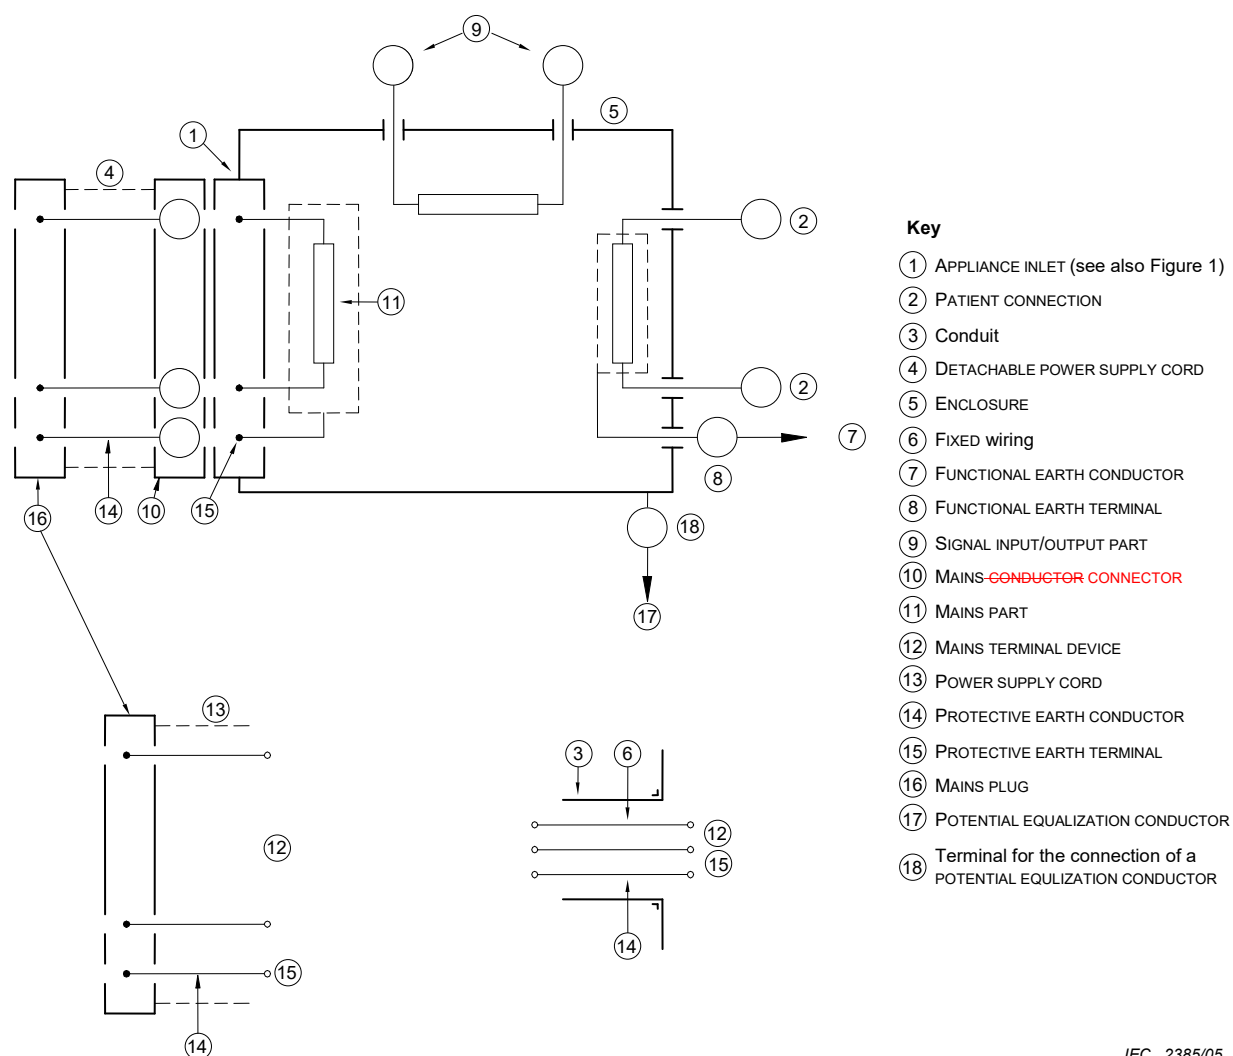 9
5
1
4
2
11
2
7
8
16
14
10
15
18
17
13
3
6
12
15
12
14
15
14
Key
1 APPLIANCE INLET (see also Figure 1)
2 PATIENT CONNECTION
3 Conduit
4 DETACHABLE POWER SUPPLY CORD
5 ENCLOSURE
6 FIXED wiring
7 FUNCTIONAL EARTH CONDUCTOR
8 FUNCTIONAL EARTH TERMINAL
9 SIGNAL INPUT/OUTPUT PART
10 MAINS CONDUCTOR CONNECTOR
11 MAINS PART
12 MAINS TERMINAL DEVICE
13 POWER SUPPLY CORD
14 PROTECTIVE EARTH CONDUCTOR
15 PROTECTIVE EARTH TERMINAL
16 MAINS PLUG
17 POTENTIAL EQUALIZATION CONDUCTOR
18 Terminal for the connection of a
POTENTIAL EQULIZATION CONDUCTOR
IEC 2385/05